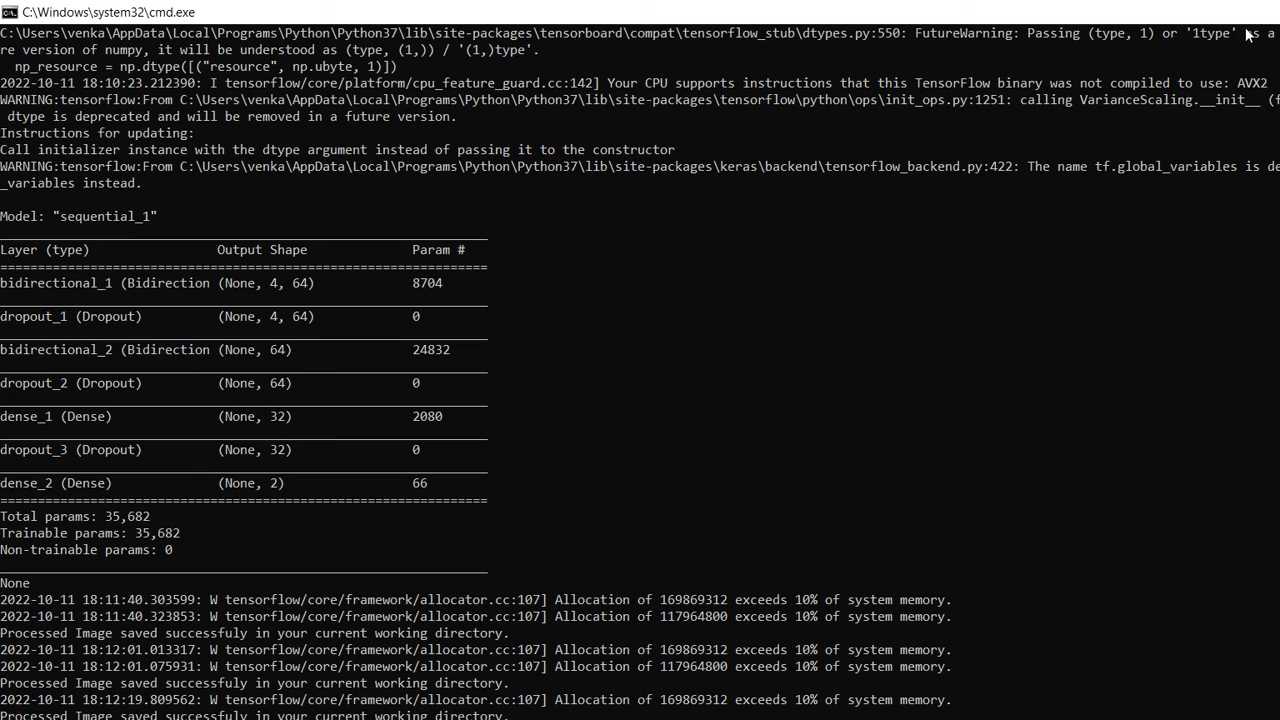 C:\Windows\system32\cmd.exe
C:\Users\venka\AppData\Local\Programs\Python\Python37\lib\site-packages\tensorboard\compat\tensorflow_stub\dtypes.py:550: FutureWarning: Passing (type, 1) or '1type' as a
re version of numpy, it will be understood as (type, (1,)) / '(1,)type'.
  np_resource = np.dtype([("resource", np.ubyte, 1)])
2022-10-11 18:10:23.212390: I tensorflow/core/platform/cpu_feature_guard.cc:142] Your CPU supports instructions that this TensorFlow binary was not compiled to use: AVX2
WARNING:tensorflow:From C:\Users\venka\AppData\Local\Programs\Python\Python37\lib\site-packages\tensorflow\python\ops\init_ops.py:1251: calling VarianceScaling.__init__ (f
 dtype is deprecated and will be removed in a future version.
Instructions for updating:
Call initializer instance with the dtype argument instead of passing it to the constructor
WARNING:tensorflow:From C:\Users\venka\AppData\Local\Programs\Python\Python37\lib\site-packages\keras\backend\tensorflow_backend.py:422: The name tf.global_variables is de
_variables instead.
Model: "sequential_1"
Layer (type)                 Output Shape              Param #
bidirectional_1 (Bidirection (None, 4, 64)             8704
dropout_1 (Dropout)          (None, 4, 64)             0
bidirectional_2 (Bidirection (None, 64)                24832
dropout_2 (Dropout)          (None, 64)                0
dense_1 (Dense)              (None, 32)                2080
dropout_3 (Dropout)          (None, 32)                0
dense_2 (Dense)              (None, 2)                 66
Total params: 35,682
Trainable params: 35,682
Non-trainable params: 0
None
2022-10-11 18:11:40.303599: W tensorflow/core/framework/allocator.cc:107] Allocation of 169869312 exceeds 10% of system memory.
2022-10-11 18:11:40.323853: W tensorflow/core/framework/allocator.cc:107] Allocation of 117964800 exceeds 10% of system memory.
Processed Image saved successfuly in your current working directory.
2022-10-11 18:12:01.013317: W tensorflow/core/framework/allocator.cc:107] Allocation of 169869312 exceeds 10% of system memory.
2022-10-11 18:12:01.075931: W tensorflow/core/framework/allocator.cc:107] Allocation of 117964800 exceeds 10% of system memory.
Processed Image saved successfuly in your current working directory.
2022-10-11 18:12:19.809562: W tensorflow/core/framework/allocator.cc:107] Allocation of 169869312 exceeds 10% of system memory.
Processed Image saved successfuly in your current working directory.